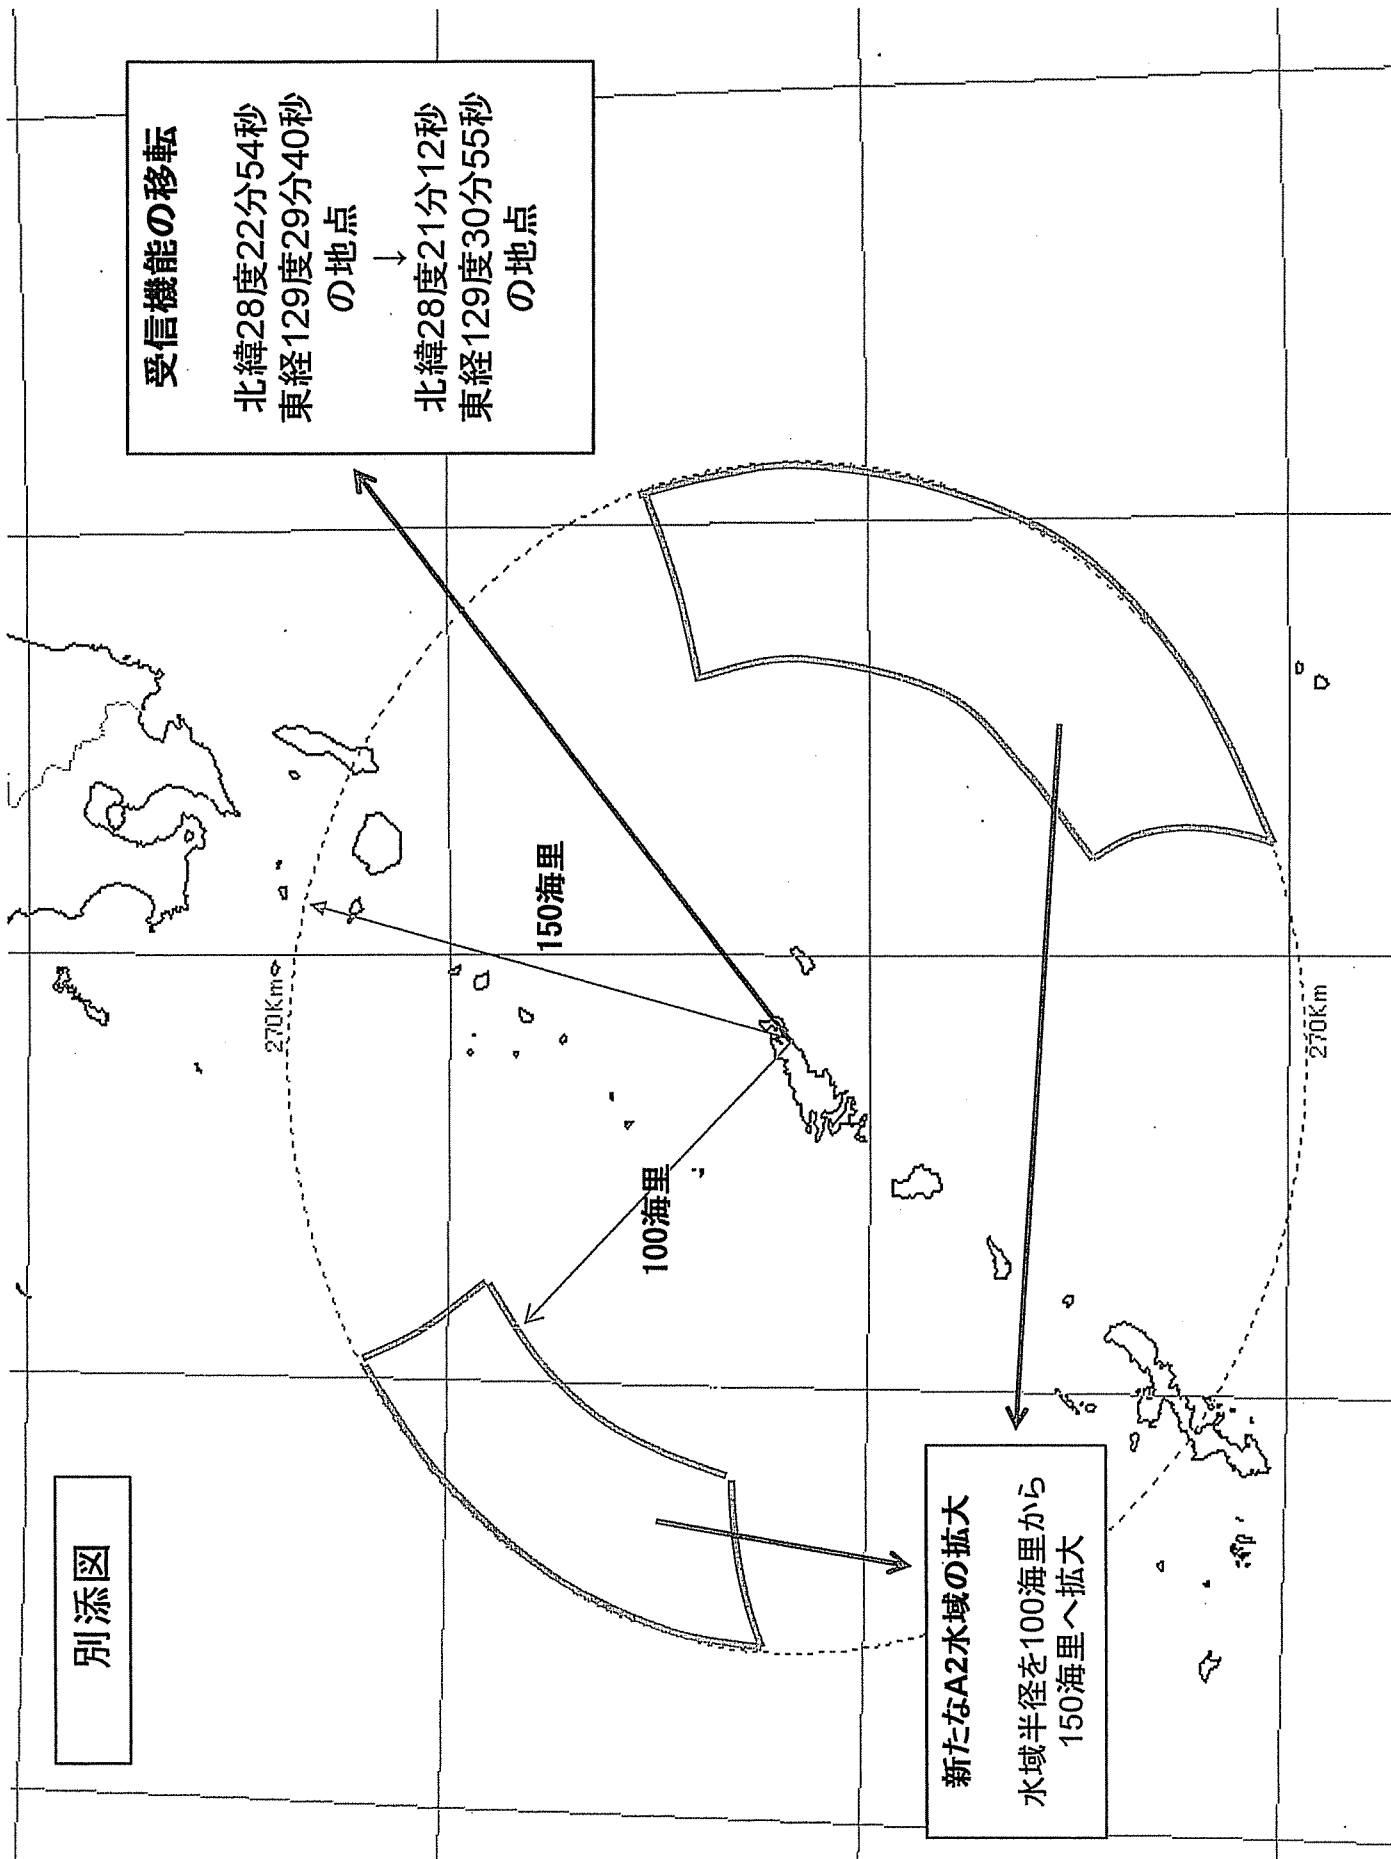 別添図
受信機能の移転
北緯28度22分54秒
東経129度29分40秒
の地点
↓
北緯28度21分12秒
東経129度30分55秒
の地点
270Km
150海里
100海里
新たなA2水域の拡大
水域半径を100海里から
150海里へ拡大
270Km